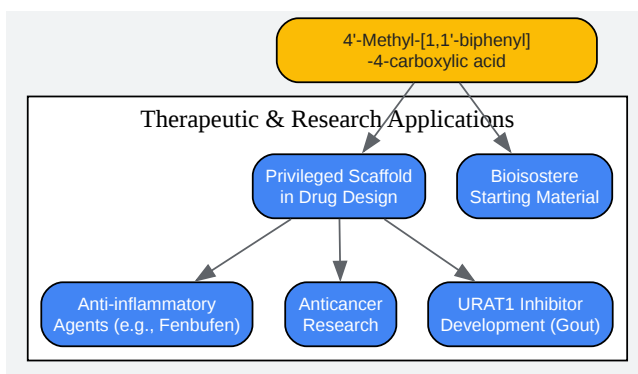 4'-Methyl-[1,1'-biphenyl]
-4-carboxylic acid
Therapeutic & Research Applications
Privileged Scaffold
in Drug Design
Bioisostere
Starting Material
Anti-inflammatory
Agents (e.g., Fenbufen)
Anticancer
Research
URAT1 Inhibitor
Development (Gout)